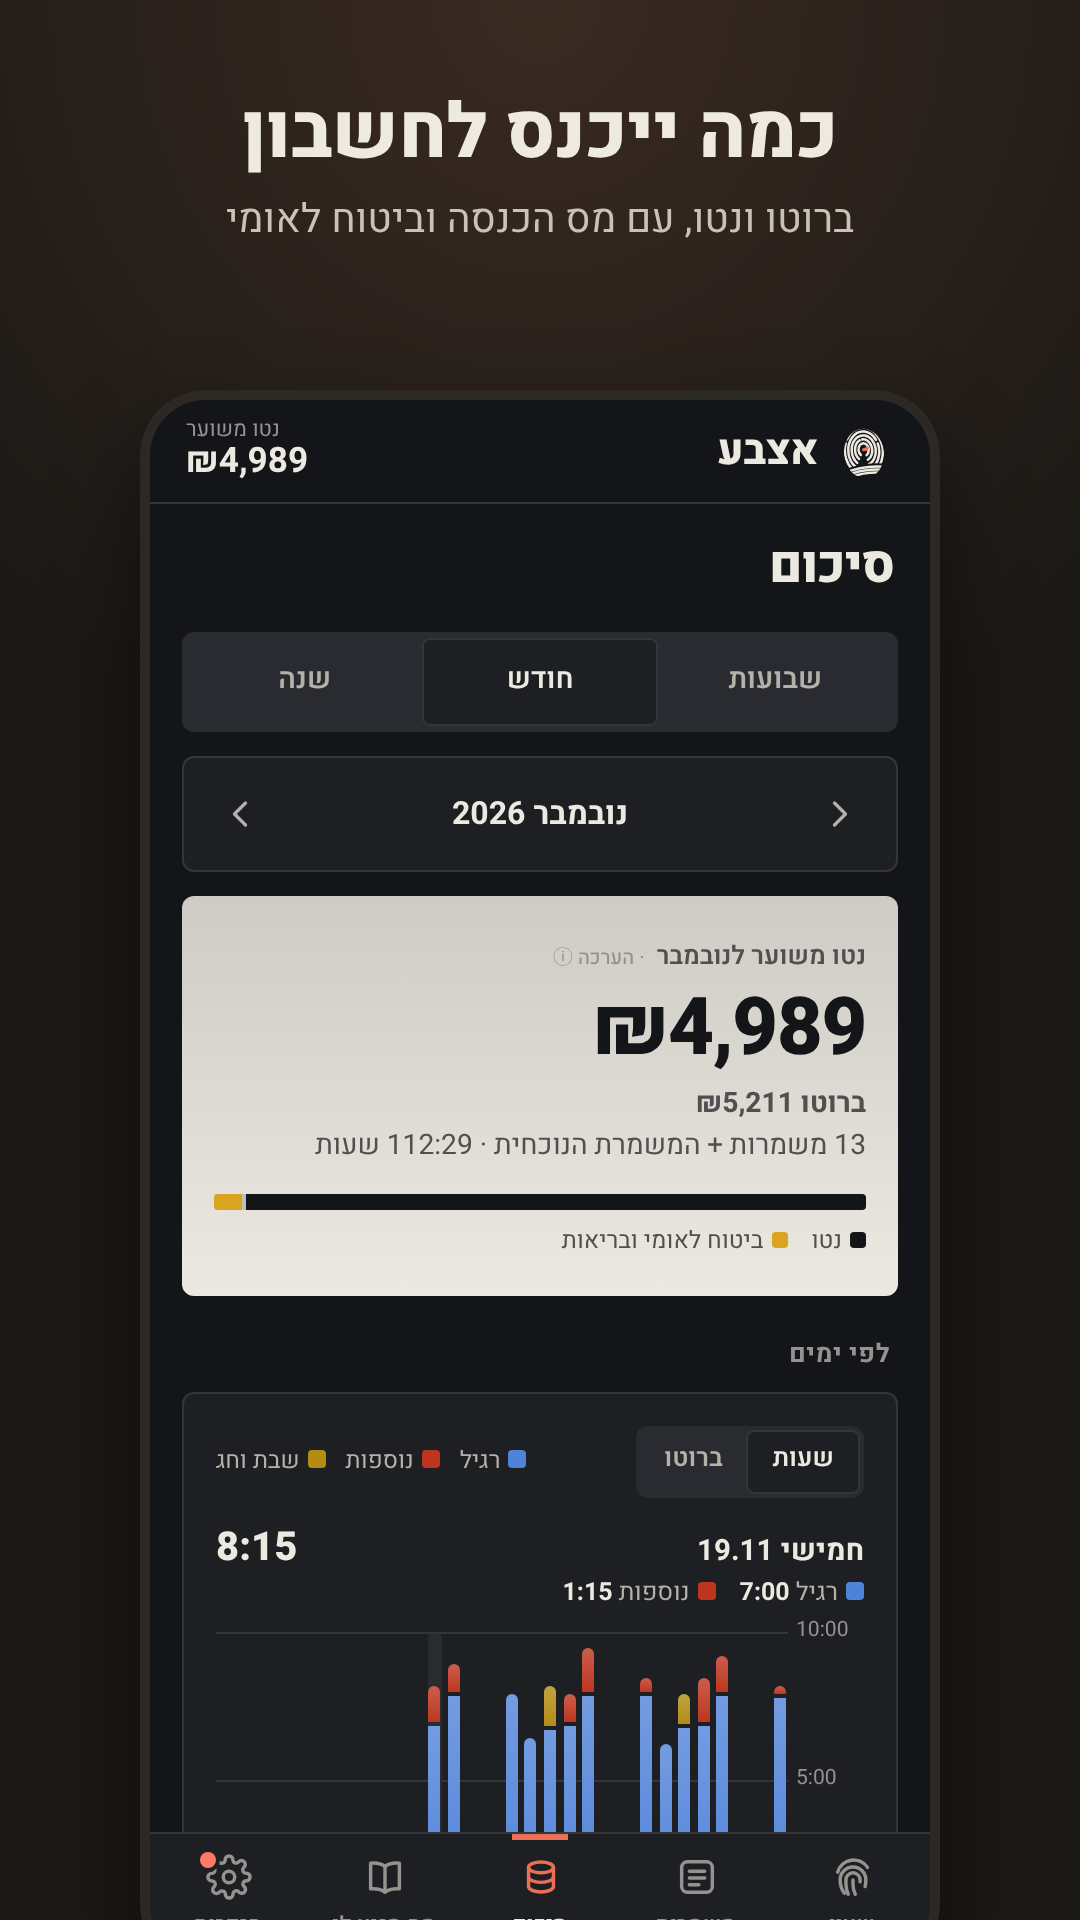 כמה ייכנס לחשבון
ברוטו ונטו, עם מס הכנסה וביטוח לאומי
אצבע
נטו משוער
₪4,989
סיכום
שבועות
חודש
שנה
נובמבר 2026
נטו משוער לנובמבר · הערכה ⓘ
₪4,989
ברוטו ₪5,211
13 משמרות + המשמרת הנוכחית · 112:29 שעות
נטו
ביטוח לאומי ובריאות
לפי ימים
שעות
ברוטו
רגיל
נוספות
שבת וחג
חמישי 19.11
8:15
רגיל 7:00
נוספות 1:15
10:00
5:00